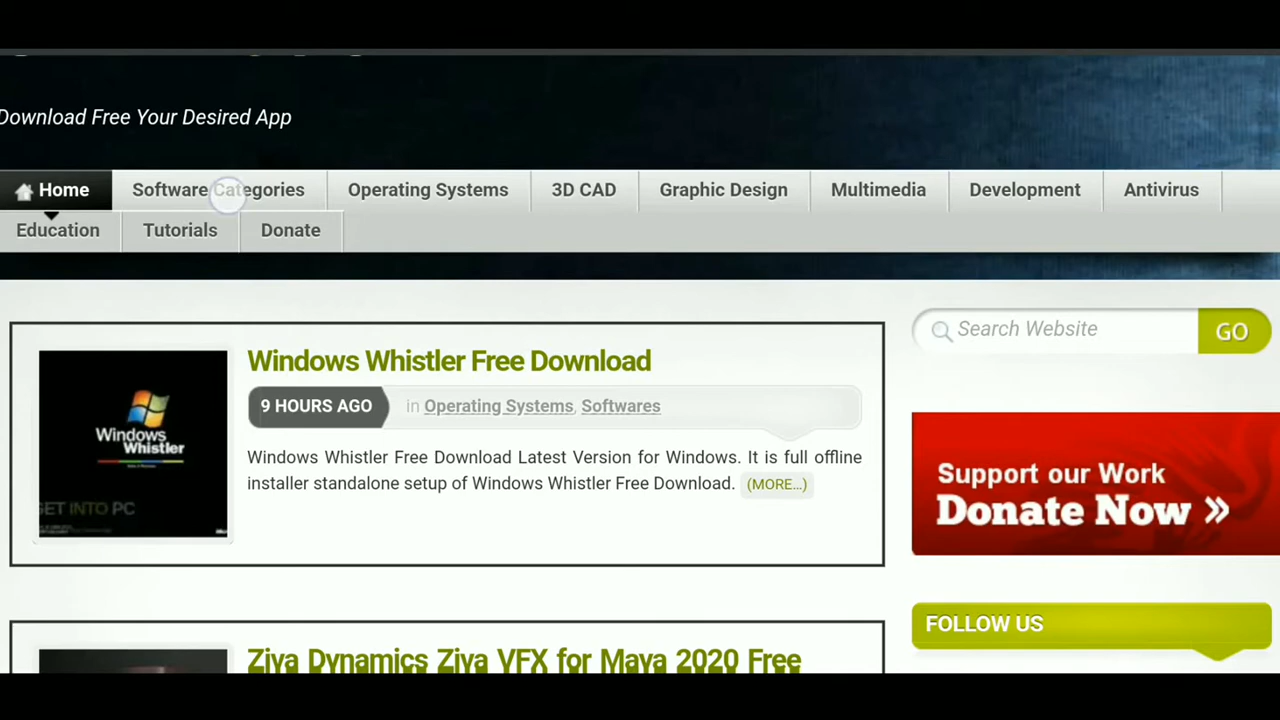 Download Free Your Desired App
Home Software Categories Operating Systems 3D CAD Graphic Design Multimedia Development Antivirus
Education Tutorials Donate
Search Website GO
Windows Whistler Free Download
9 HOURS AGO in Operating Systems, Softwares
Windows Whistler Free Download Latest Version for Windows. It is full offline
installer standalone setup of Windows Whistler Free Download. (MORE...)
Windows
Whistler
GET INTO PC
Support our Work
Donate Now »
FOLLOW US
Ziva Dynamics Ziva VFX for Maya 2020 Free